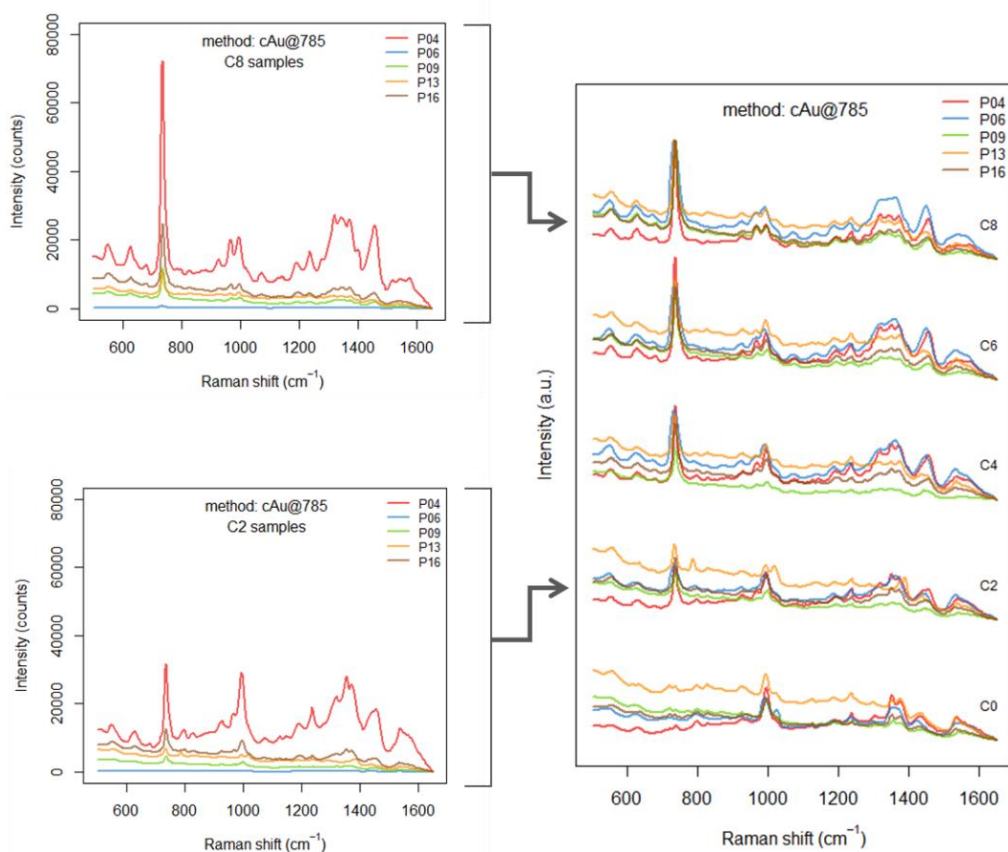 method: cAu@785
C8 samples
P04
P06
P09
P13
P16
Intensity (counts)
80000
60000
40000
20000
0
600 800 1000 1200 1400 1600
Raman shift (cm⁻¹)
method: cAu@785
C2 samples
P04
P06
P09
P13
P16
Intensity (counts)
80000
60000
40000
20000
0
600 800 1000 1200 1400 1600
Raman shift (cm⁻¹)
method: cAu@785
P04
P06
P09
P13
P16
Intensity (a.u.)
C8
C6
C4
C2
C0
600 800 1000 1200 1400 1600
Raman shift (cm⁻¹)